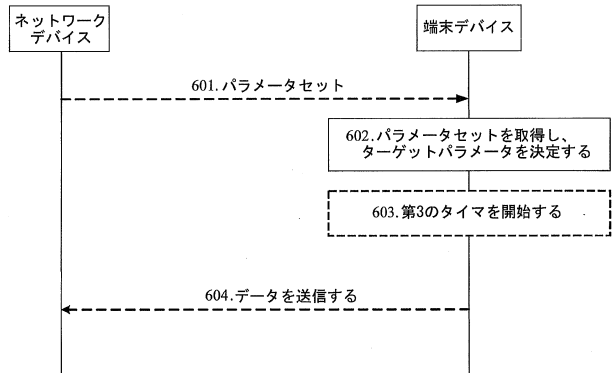 ネットワーク
デバイス
端末デバイス
601.パラメータセット
602.パラメータセットを取得し、
ターゲットパラメータを決定する
603.第3のタイマを開始する
604.データを送信する